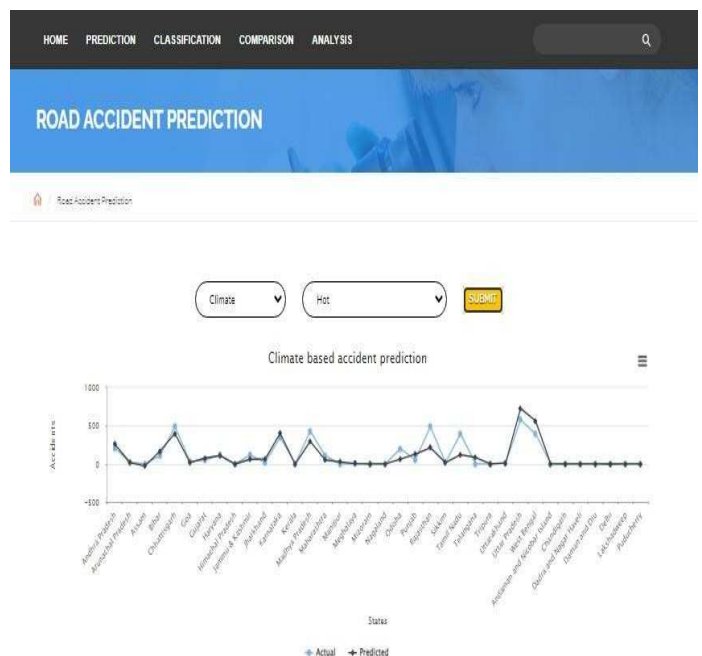 HOME PREDICTION CLASSIFICATION COMPARISON ANALYSIS
ROAD ACCIDENT PREDICTION
/ Road Accident Prediction
Climate Hot SUBMIT
Climate based accident prediction
1000
500
0
-500
Accidents
Andhra Pradesh
Arunachal Pradesh
Assam
Bihar
Chhattisgarh
Goa
Gujarat
Haryana
Himachal Pradesh
Jammu & Kashmir
Jharkhand
Karnataka
Kerala
Madhya Pradesh
Maharashtra
Manipur
Meghalaya
Mizoram
Nagaland
Odisha
Punjab
Rajasthan
Sikkim
Tamil Nadu
Telangana
Tripura
Uttarakhand
Uttar Pradesh
West Bengal
Andaman and Nicobar Island
Chandigarh
Dadra and Nagar Haveli
Daman and Diu
Delhi
Lakshadweep
Puducherry
States
Actual Predicted